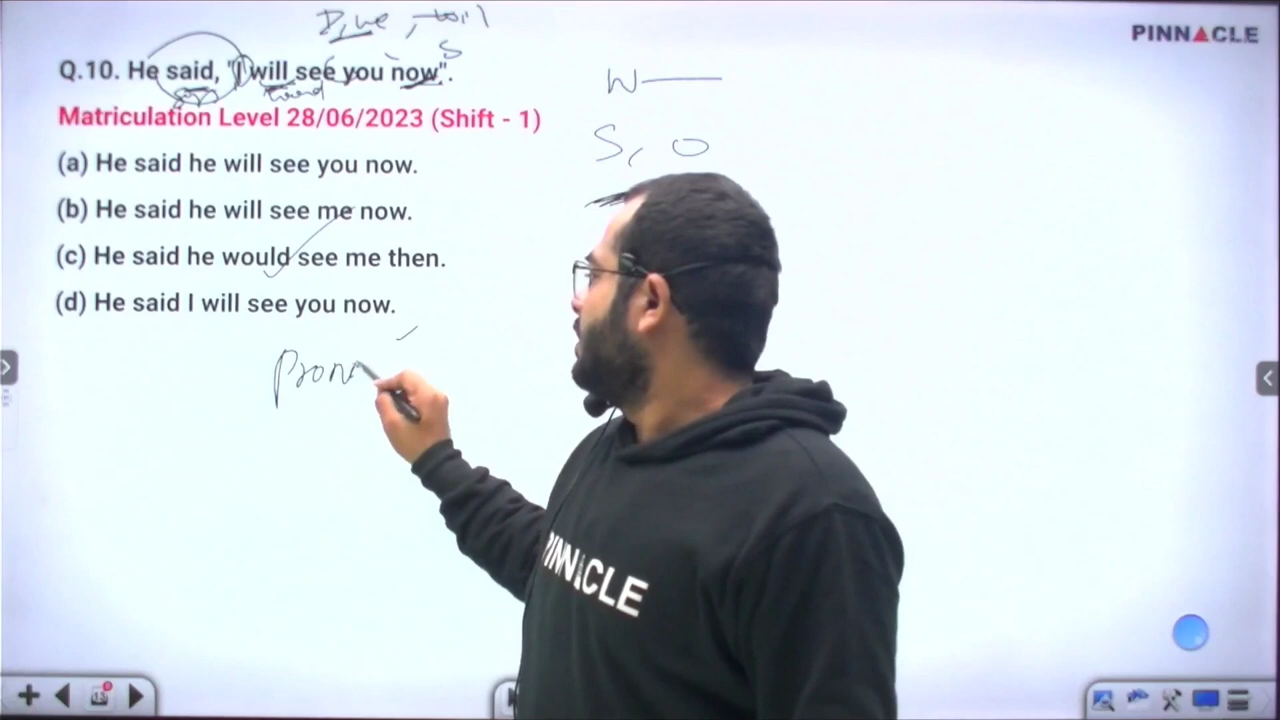 PINNACLE
Q.10. He said, "I will see you now".
Matriculation Level 28/06/2023 (Shift - 1)
(a) He said he will see you now.
(b) He said he will see me now.
(c) He said he would see me then.
(d) He said I will see you now.
W
S, O
Pron
PINNACLE